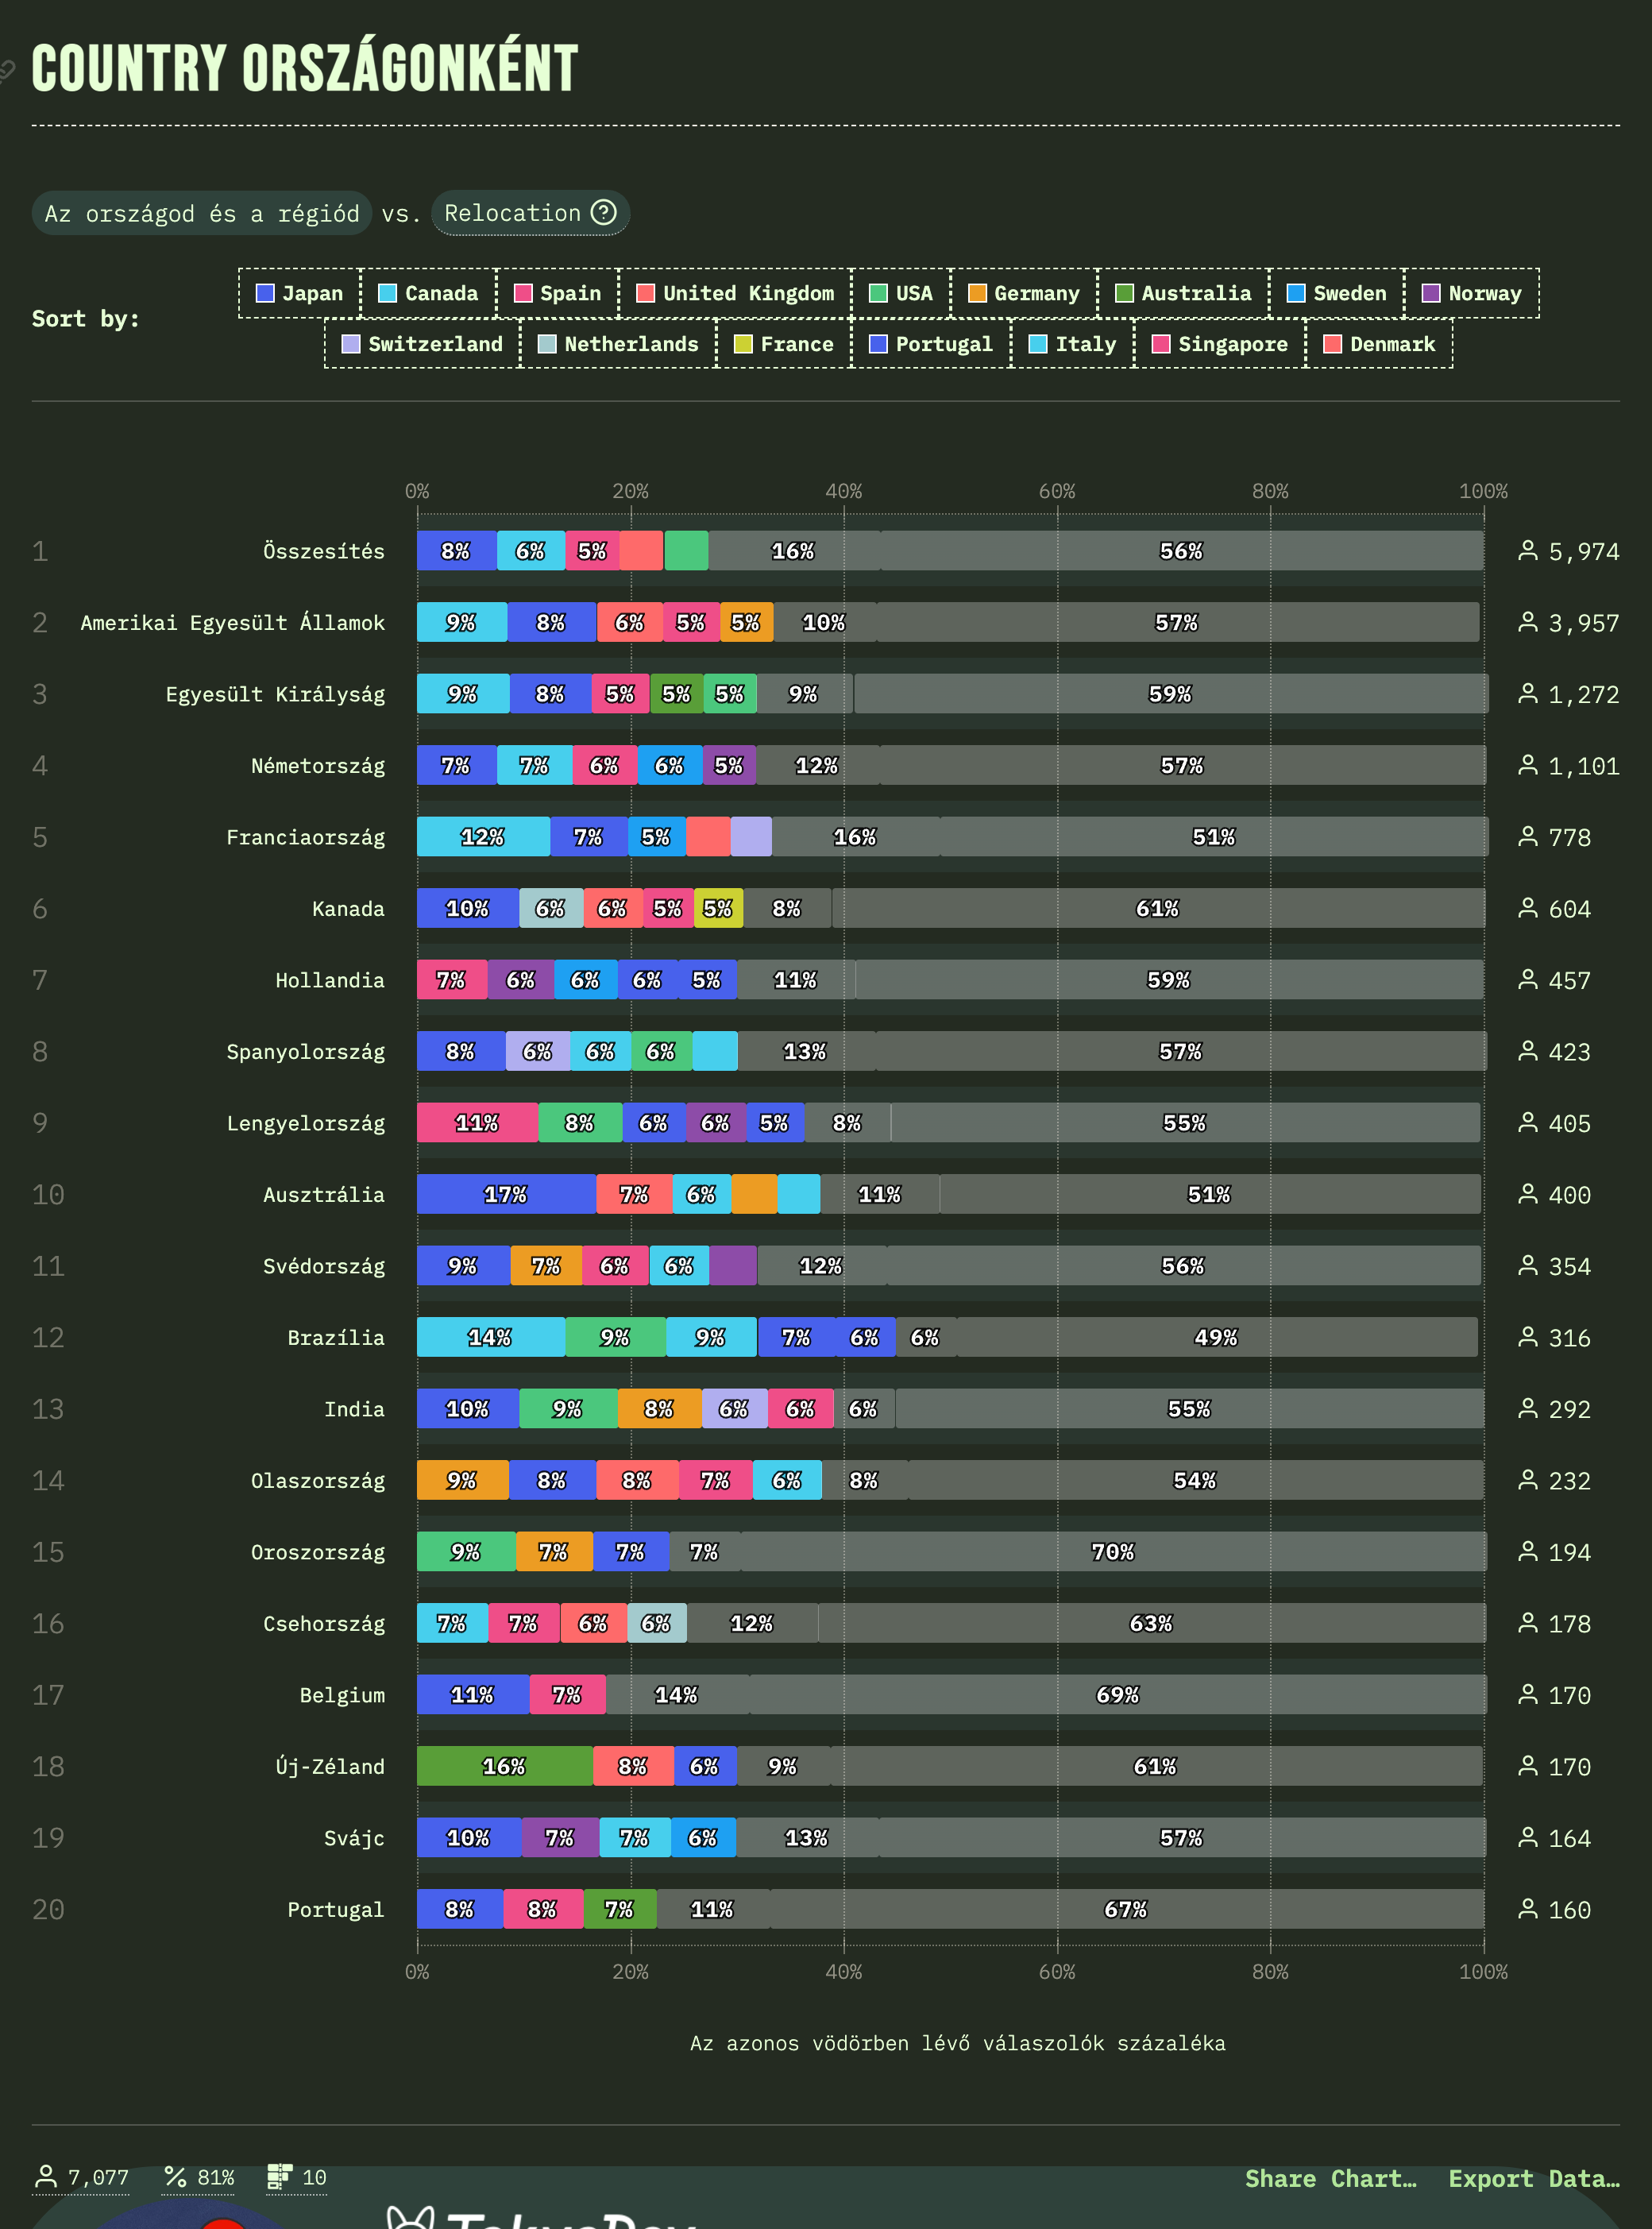 COUNTRY ORSZÁGONKÉNT
Az országod és a régiód vs. Relocation ?
Sort by:
Japan Canada Spain United Kingdom USA Germany Australia Sweden Norway
Switzerland Netherlands France Portugal Italy Singapore Denmark
0% 20% 40% 60% 80% 100%
1 Összesítés 8% 6% 5% 16% 56% 5,974
2 Amerikai Egyesült Államok 9% 8% 6% 5% 5% 10% 57% 3,957
3 Egyesült Királyság 9% 8% 5% 5% 5% 9% 59% 1,272
4 Németország 7% 7% 6% 6% 5% 12% 57% 1,101
5 Franciaország 12% 7% 5% 16% 51% 778
6 Kanada 10% 6% 6% 5% 5% 8% 61% 604
7 Hollandia 7% 6% 6% 6% 5% 11% 59% 457
8 Spanyolország 8% 6% 6% 6% 13% 57% 423
9 Lengyelország 11% 8% 6% 6% 5% 8% 55% 405
10 Ausztrália 17% 7% 6% 11% 51% 400
11 Svédország 9% 7% 6% 6% 12% 56% 354
12 Brazília 14% 9% 9% 7% 6% 6% 49% 316
13 India 10% 9% 8% 6% 6% 6% 55% 292
14 Olaszország 9% 8% 8% 7% 6% 8% 54% 232
15 Oroszország 9% 7% 7% 7% 70% 194
16 Csehország 7% 7% 6% 6% 12% 63% 178
17 Belgium 11% 7% 14% 69% 170
18 Új-Zéland 16% 8% 6% 9% 61% 170
19 Svájc 10% 7% 7% 6% 13% 57% 164
20 Portugal 8% 8% 7% 11% 67% 160
0% 20% 40% 60% 80% 100%
Az azonos vödörben lévő válaszolók százaléka
7,077 81% 10 Share Chart… Export Data…
TokyoDev